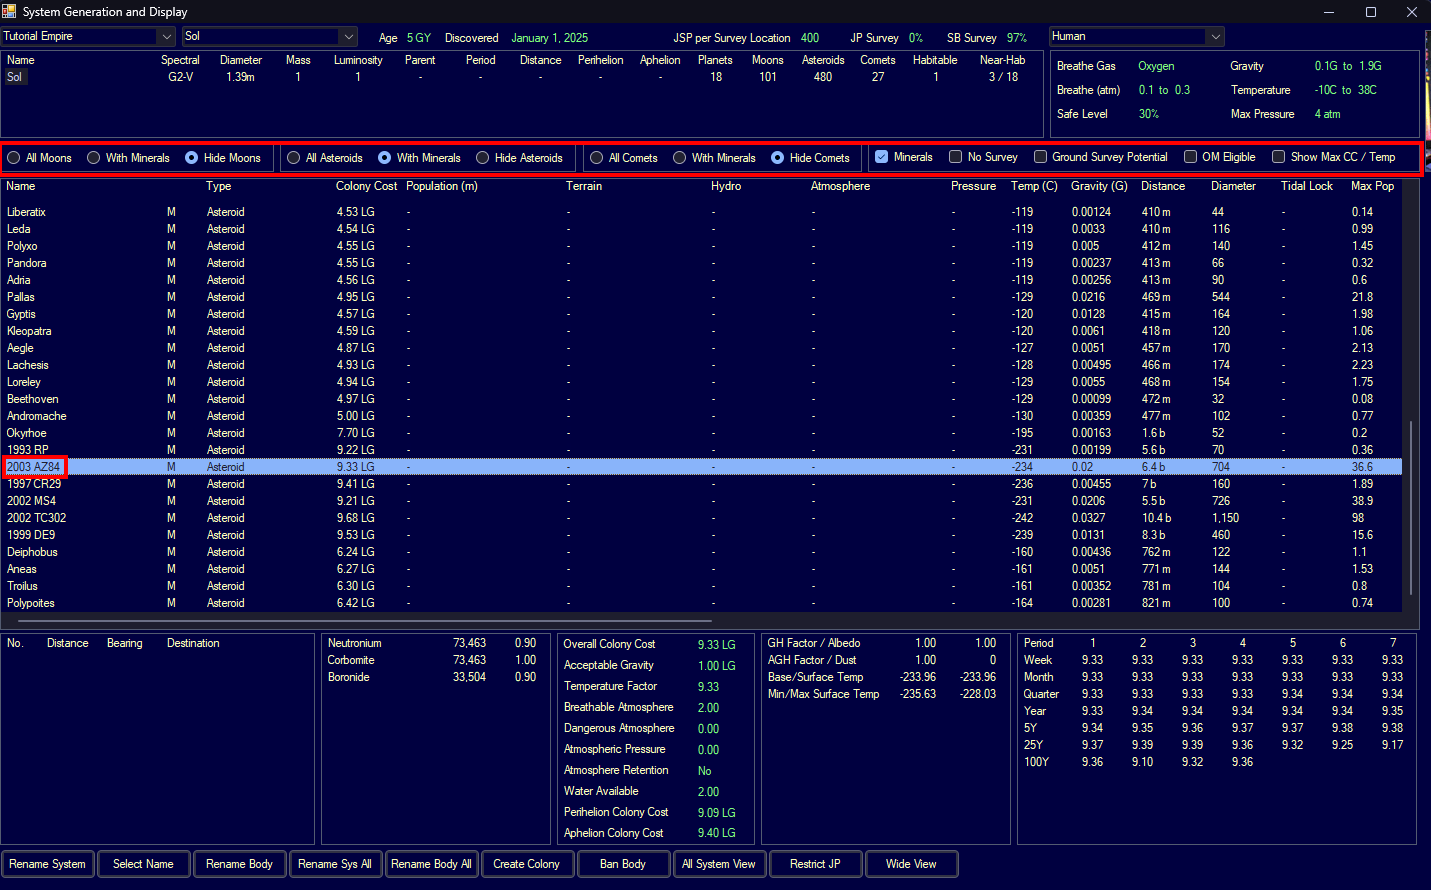 System Generation and Display
Tutorial Empire Sol Age 5 GY Discovered January 1, 2025 JSP per Survey Location 400 JP Survey 0% SB Survey 97% Human
Name Spectral Diameter Mass Luminosity Parent Period Distance Perihelion Aphelion Planets Moons Asteroids Comets Habitable Near-Hab
Sol G2-V 1.39m 1 1 - - - - - 18 101 480 27 1 3 / 18
Breathe Gas Oxygen Gravity 0.1G to 1.9G
Breathe (atm) 0.1 to 0.3 Temperature -10C to 38C
Safe Level 30% Max Pressure 4 atm
All Moons With Minerals Hide Moons All Asteroids With Minerals Hide Asteroids All Comets With Minerals Hide Comets Minerals No Survey Ground Survey Potential OM Eligible Show Max CC / Temp
Name Type Colony Cost Population (m) Terrain Hydro Atmosphere Pressure Temp (C) Gravity (G) Distance Diameter Tidal Lock Max Pop
Liberatix M Asteroid 4.53 LG - - - - - -119 0.00124 410 m 44 - 0.14
Leda M Asteroid 4.54 LG - - - - - -119 0.0033 410 m 116 - 0.99
Polyxo M Asteroid 4.55 LG - - - - - -119 0.005 412 m 140 - 1.45
Pandora M Asteroid 4.55 LG - - - - - -119 0.00237 413 m 66 - 0.32
Adria M Asteroid 4.56 LG - - - - - -119 0.00256 413 m 90 - 0.6
Pallas M Asteroid 4.95 LG - - - - - -129 0.0216 469 m 544 - 21.8
Gyptis M Asteroid 4.57 LG - - - - - -120 0.0128 415 m 164 - 1.98
Kleopatra M Asteroid 4.59 LG - - - - - -120 0.0061 418 m 120 - 1.06
Aegle M Asteroid 4.87 LG - - - - - -127 0.0051 457 m 170 - 2.13
Lachesis M Asteroid 4.93 LG - - - - - -128 0.00495 466 m 174 - 2.23
Loreley M Asteroid 4.94 LG - - - - - -129 0.0055 468 m 154 - 1.75
Beethoven M Asteroid 4.97 LG - - - - - -129 0.00099 472 m 32 - 0.08
Andromache M Asteroid 5.00 LG - - - - - -130 0.00359 477 m 102 - 0.77
Okyrhoe M Asteroid 7.70 LG - - - - - -195 0.00163 1.6 b 52 - 0.2
1993 RP M Asteroid 9.22 LG - - - - - -231 0.00199 5.6 b 70 - 0.36
2003 AZ84 M Asteroid 9.33 LG - - - - - -234 0.02 6.4 b 704 - 36.6
1997 CR29 M Asteroid 9.41 LG - - - - - -236 0.00455 7 b 160 - 1.89
2002 MS4 M Asteroid 9.21 LG - - - - - -231 0.0206 5.5 b 726 - 38.9
2002 TC302 M Asteroid 9.68 LG - - - - - -242 0.0327 10.4 b 1,150 - 98
1999 DE9 M Asteroid 9.53 LG - - - - - -239 0.0131 8.3 b 460 - 15.6
Deiphobus M Asteroid 6.24 LG - - - - - -160 0.00436 762 m 122 - 1.1
Aneas M Asteroid 6.27 LG - - - - - -161 0.0051 771 m 144 - 1.53
Troilus M Asteroid 6.30 LG - - - - - -161 0.00352 781 m 104 - 0.8
Polypoites M Asteroid 6.42 LG - - - - - -164 0.00281 821 m 100 - 0.74
No. Distance Bearing Destination
Neutronium 73,463 0.90
Corbomite 73,463 1.00
Boronide 33,504 0.90
Overall Colony Cost 9.33 LG
Acceptable Gravity 1.00 LG
Temperature Factor 9.33
Breathable Atmosphere 2.00
Dangerous Atmosphere 0.00
Atmospheric Pressure 0.00
Atmosphere Retention No
Water Available 2.00
Perihelion Colony Cost 9.09 LG
Aphelion Colony Cost 9.40 LG
GH Factor / Albedo 1.00 1.00
AGH Factor / Dust 1.00 0
Base/Surface Temp -233.96 -233.96
Min/Max Surface Temp -235.63 -228.03
Period 1 2 3 4 5 6 7
Week 9.33 9.33 9.33 9.33 9.33 9.33 9.33
Month 9.33 9.33 9.33 9.33 9.33 9.33 9.33
Quarter 9.33 9.33 9.33 9.33 9.34 9.34 9.34
Year 9.33 9.34 9.34 9.34 9.34 9.34 9.35
5Y 9.34 9.35 9.36 9.37 9.37 9.38 9.38
25Y 9.37 9.39 9.39 9.36 9.32 9.25 9.17
100Y 9.36 9.10 9.32 9.36
Rename System Select Name Rename Body Rename Sys All Rename Body All Create Colony Ban Body All System View Restrict JP Wide View